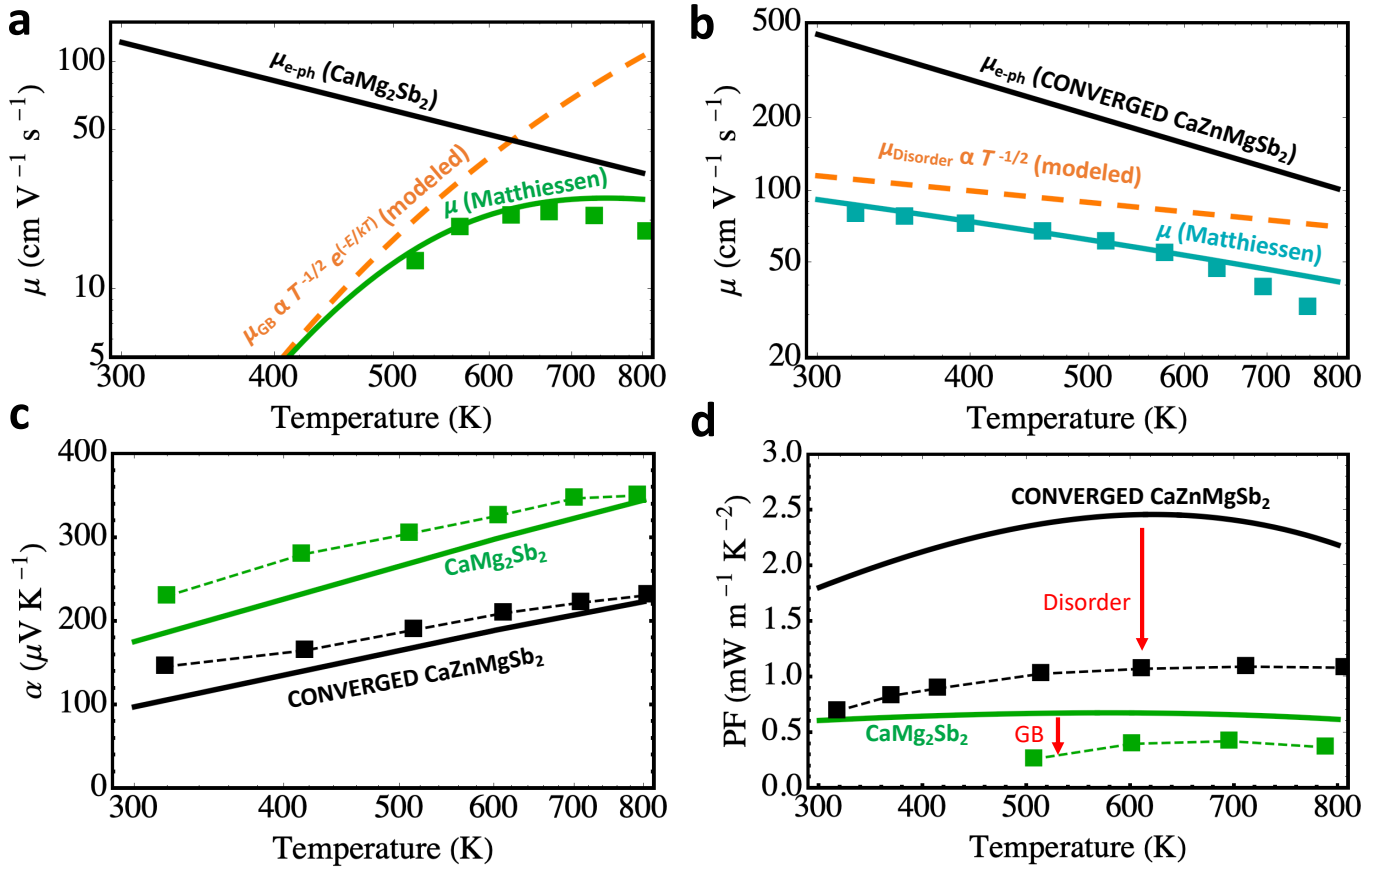 a
μ (cm V⁻¹ s⁻¹)
100
50
10
5
μe-ph (CaMg₂Sb₂)
μGB α T⁻¹/² e(-E/kT) (modeled)
μ (Matthiessen)
300 400 500 600 700 800
Temperature (K)
b
μ (cm V⁻¹ s⁻¹)
500
200
100
50
20
μe-ph (CONVERGED CaZnMgSb₂)
μDisorder α T⁻¹/² (modeled)
μ (Matthiessen)
300 400 500 600 700 800
Temperature (K)
c
α (μV K⁻¹)
400
300
200
100
0
CaMg₂Sb₂
CONVERGED CaZnMgSb₂
300 400 500 600 700 800
Temperature (K)
d
PF (mW m⁻¹ K⁻²)
3.0
2.5
2.0
1.5
1.0
0.5
0.0
CONVERGED CaZnMgSb₂
Disorder
CaMg₂Sb₂
GB
300 400 500 600 700 800
Temperature (K)